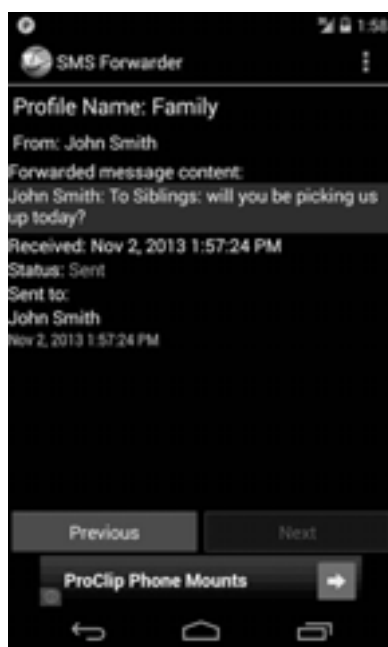 1:58
SMS Forwarder
Profile Name: Family
From: John Smith
Forwarded message content:
John Smith: To Siblings: will you be picking us
up today?
Received: Nov 2, 2013 1:57:24 PM
Status: Sent
Sent to:
John Smith
Nov 2, 2013 1:57:24 PM
Previous
Next
ProClip Phone Mounts